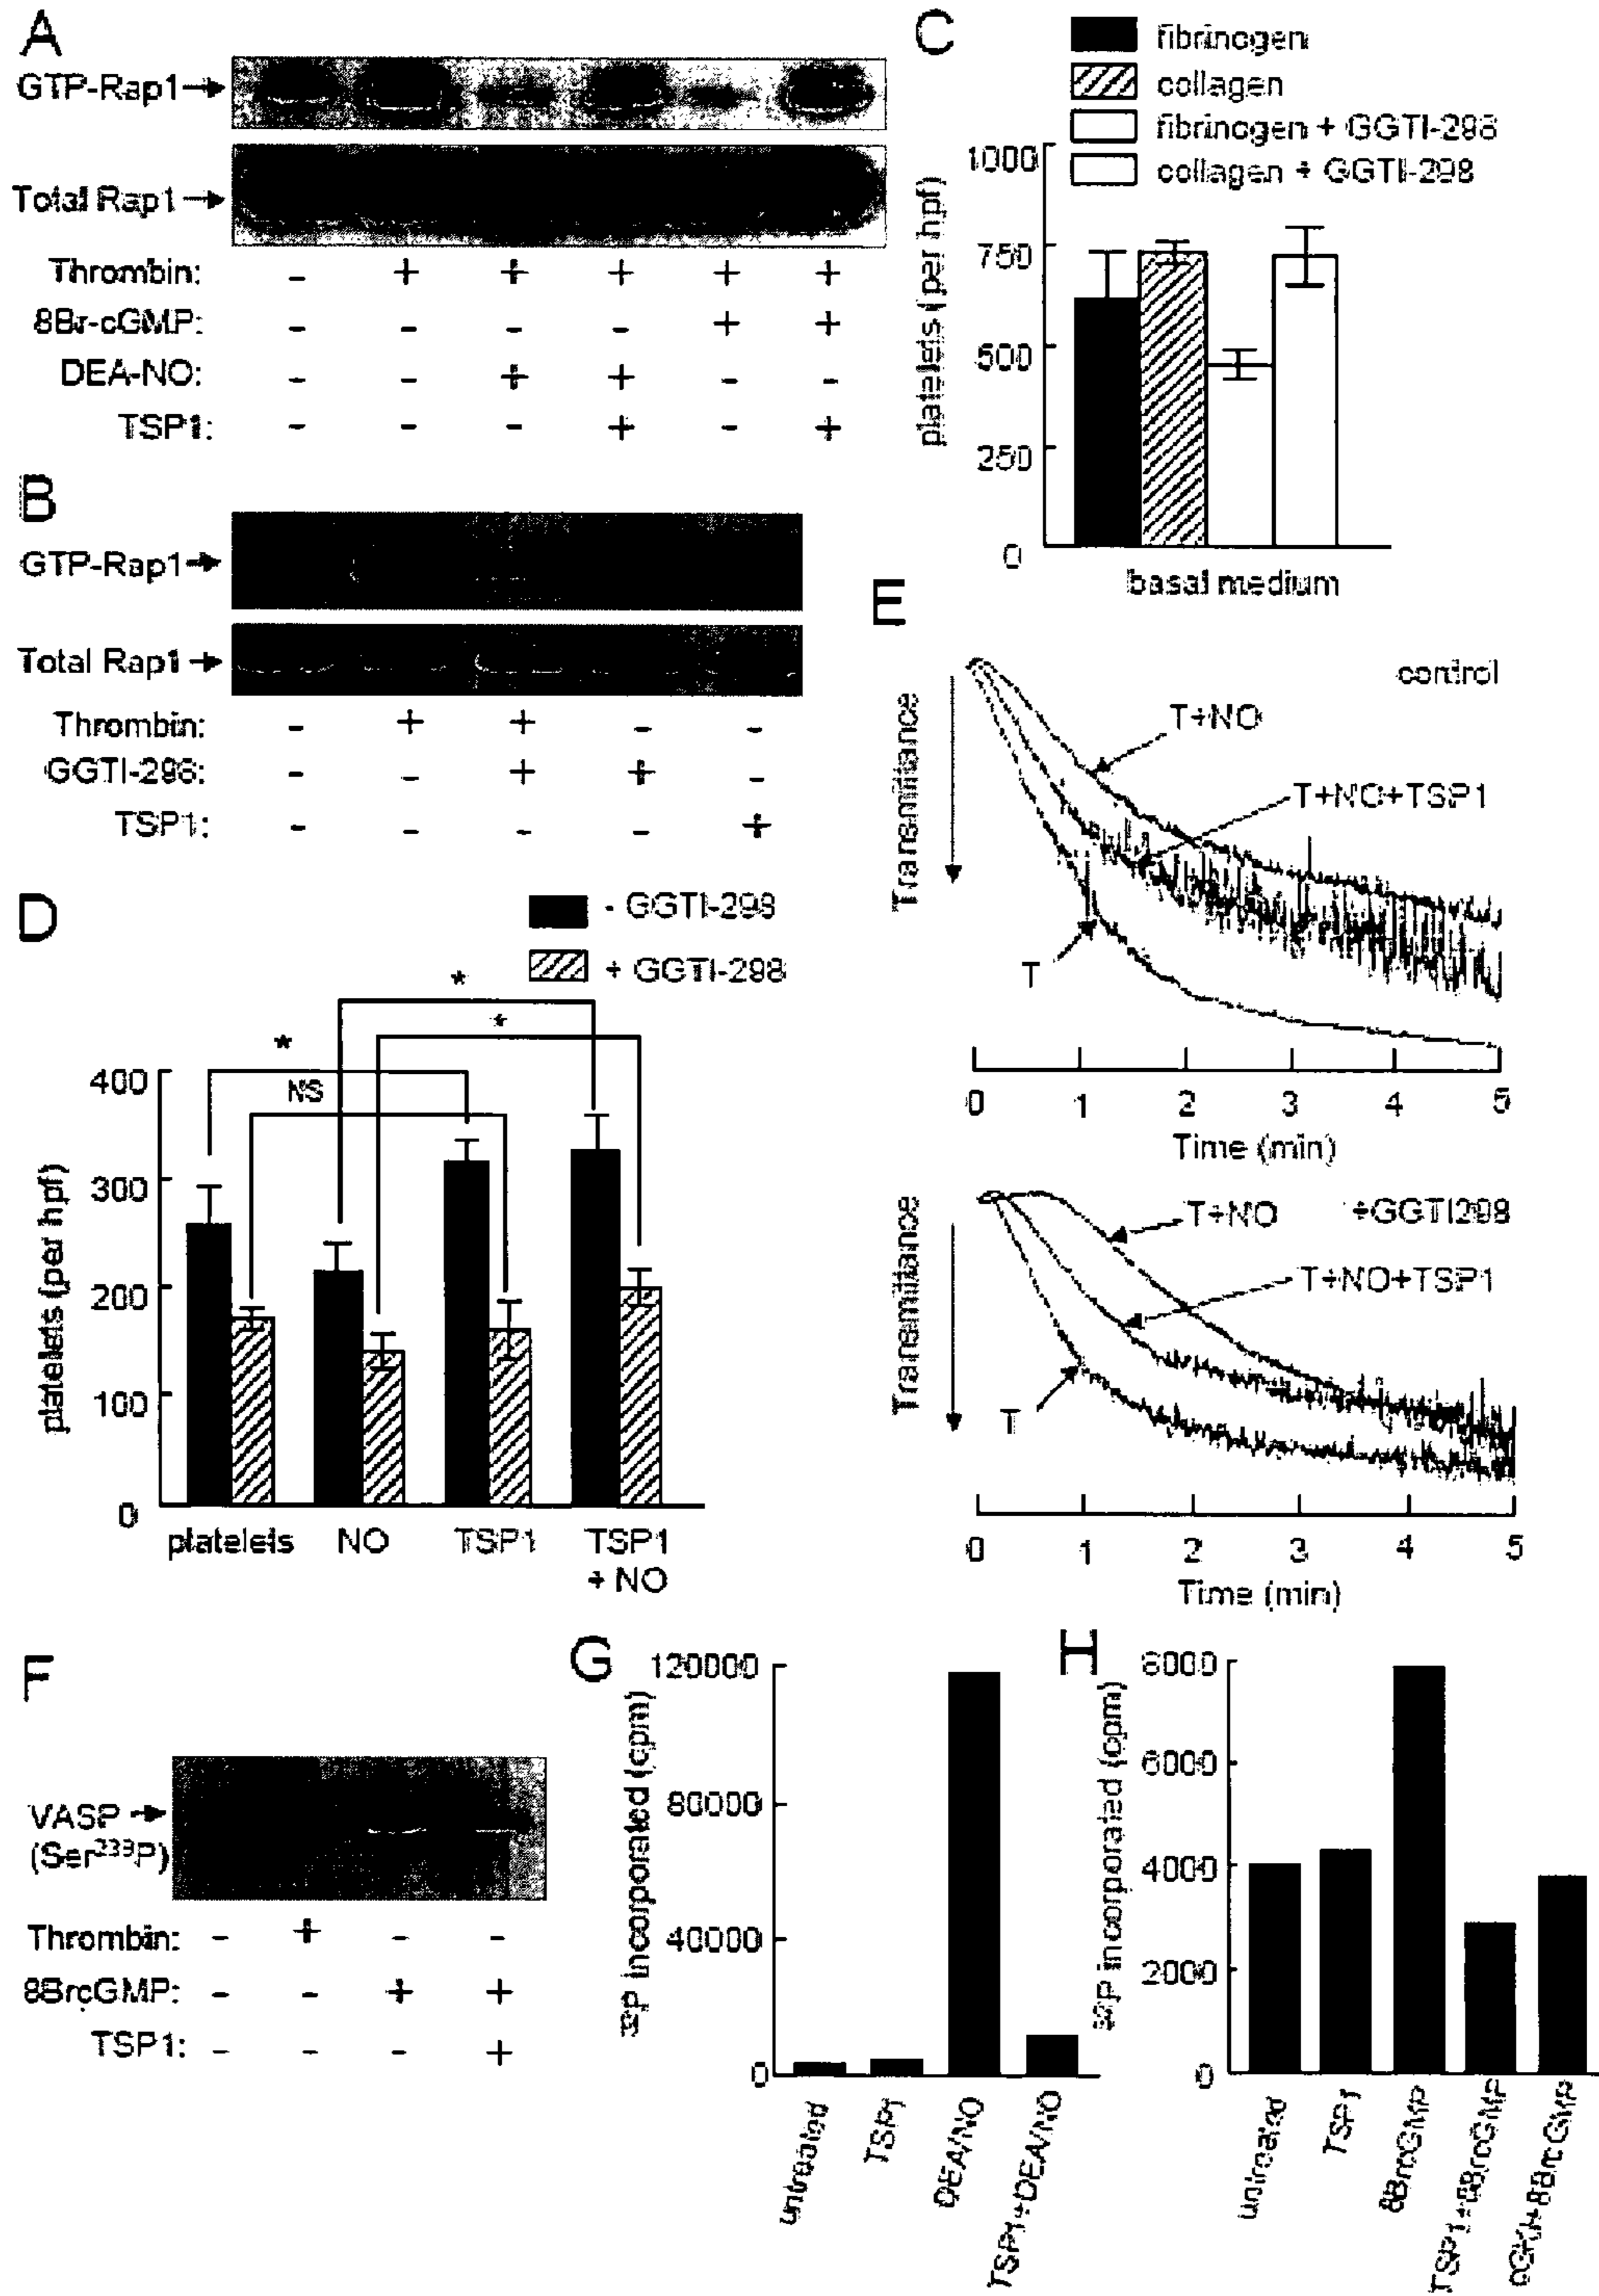 A
GTP-Rap1
Total Rap1
Thrombin: - + + + + +
8Br-cGMP: - - - - + +
DEA-NO: - - + + - -
TSP1: - - - + - +
B
GTP-Rap1
Total Rap1
Thrombin: - + + - -
GGTI-298: - - + + -
TSP1: - - - - +
C
fibrinogen
collagen
fibrinogen + GGTI-298
collagen + GGTI-298
platelets (per hpf)
1000
750
500
250
0
basal medium
D
- GGTI-298
+ GGTI-298
*
*
*
NS
platelets (per hpf)
400
300
200
100
0
platelets NO TSP1 TSP1 + NO
E
control
T+NO
T+NO+TSP1
T
Transmittance
0 1 2 3 4 5
Time (min)
+GGTI298
T+NO
T+NO+TSP1
T
Transmittance
0 1 2 3 4 5
Time (min)
F
VASP
(Ser239P)
Thrombin: - + - -
8BrcGMP: - - + +
TSP1: - - - +
G
32P incorporated (cpm)
120000
80000
40000
0
untreated
TSP1
DEA/NO
TSP1+DEA/NO
H
32P incorporated (cpm)
8000
6000
4000
2000
0
untreated
TSP1
8BrcGMP
TSP1+8BrcGMP